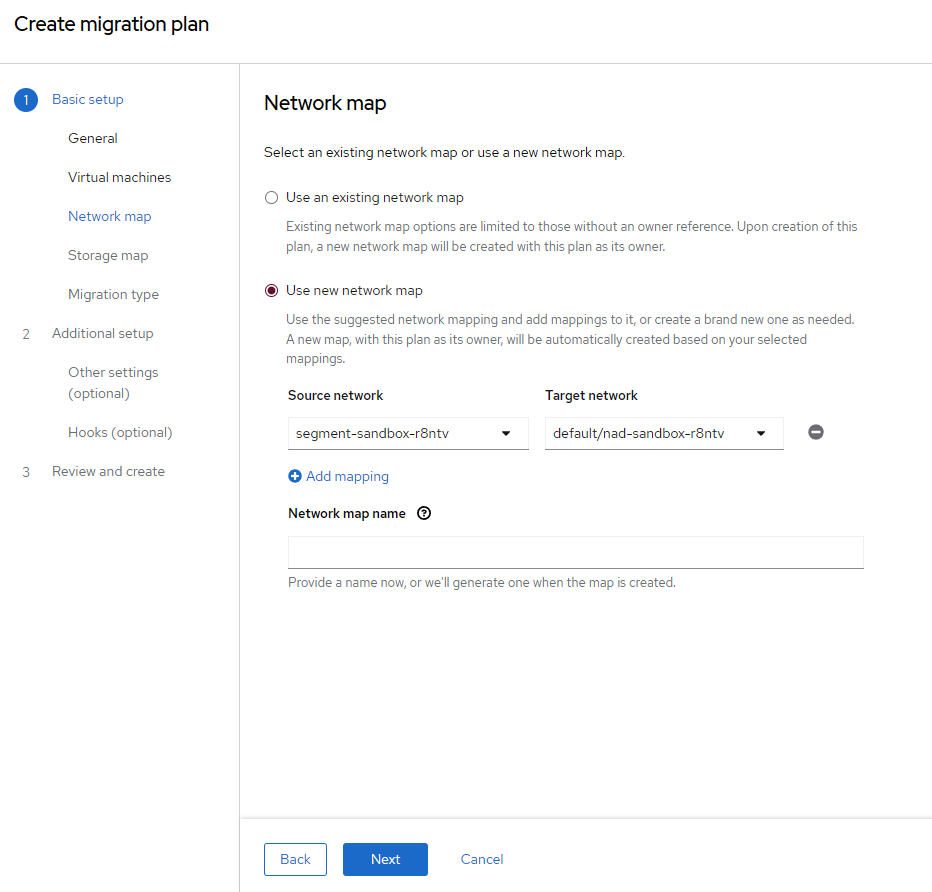 Create migration plan
1 Basic setup
General
Virtual machines
Network map
Storage map
Migration type
2 Additional setup
Other settings
(optional)
Hooks (optional)
3 Review and create
Network map
Select an existing network map or use a new network map.
Use an existing network map
Existing network map options are limited to those without an owner reference. Upon creation of this
plan, a new network map will be created with this plan as its owner.
Use new network map
Use the suggested network mapping and add mappings to it, or create a brand new one as needed.
A new map, with this plan as its owner, will be automatically created based on your selected
mappings.
Source network Target network
segment-sandbox-r8ntv default/nad-sandbox-r8ntv
Add mapping
Network map name
Provide a name now, or we'll generate one when the map is created.
Back Next Cancel